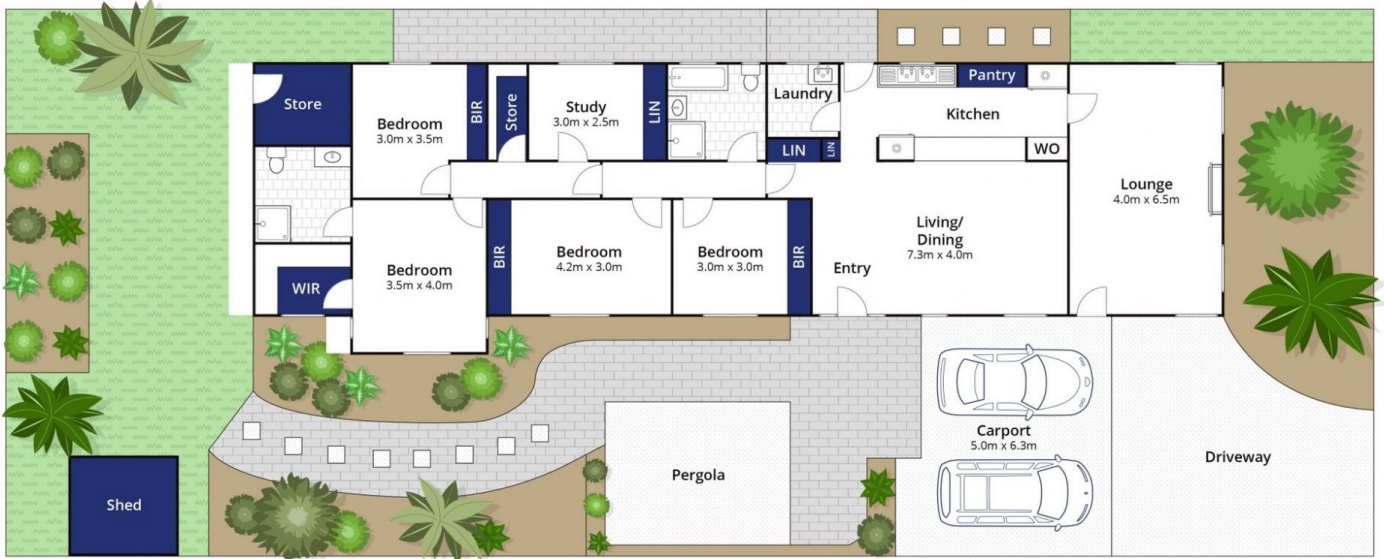 Pantry
Store
BIR
Store
Study
3.0m x 2.5m
LIN
Laundry
Bedroom
3.0m x 3.5m
Kitchen
LIN
LIN
WO
Lounge
4.0m x 6.5m
Living/
Dining
7.3m x 4.0m
BIR
Bedroom
4.2m x 3.0m
Bedroom
3.0m x 3.0m
BIR
Entry
Bedroom
3.5m x 4.0m
WIR
Carport
5.0m x 6.3m
Driveway
Pergola
Shed